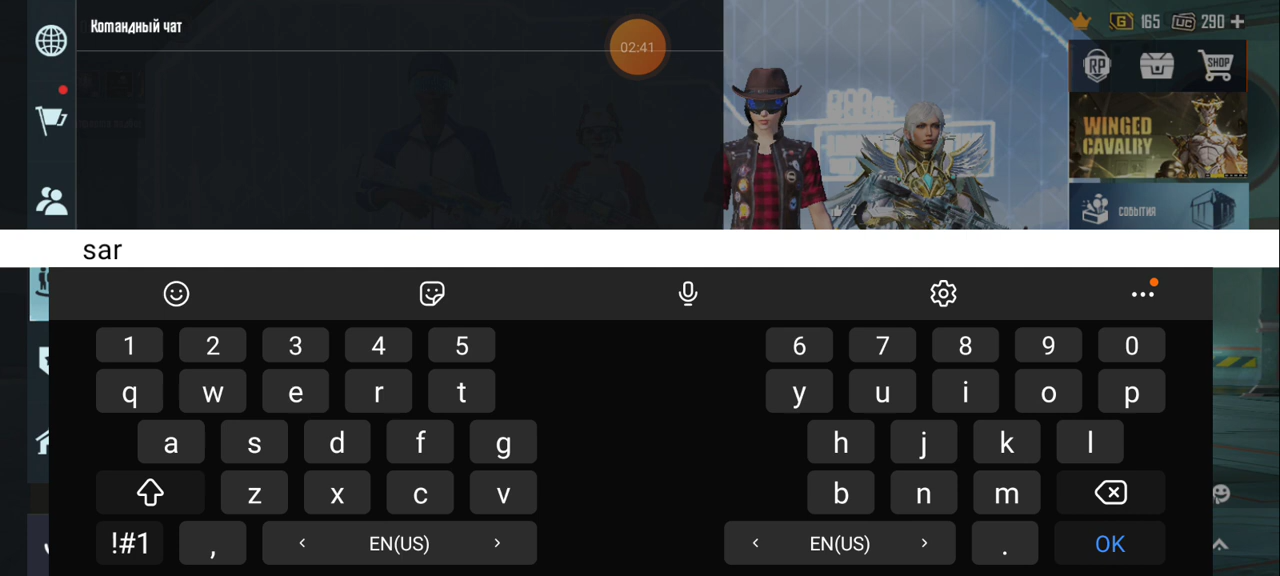 Командный чат
02:41
165
290
RP
SHOP
WINGED
CAVALRY
СОБЫТИЯ
sar
1 2 3 4 5 6 7 8 9 0
q w e r t y u i o p
a s d f g h j k l
z x c v b n m
!#1 , < EN(US) > < EN(US) > . OK